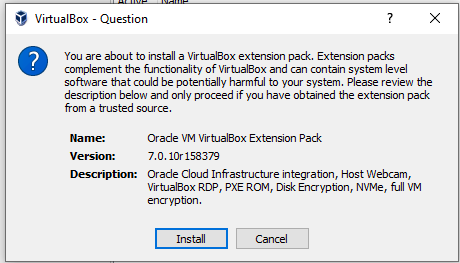 Active Name
VirtualBox - Question
You are about to install a VirtualBox extension pack. Extension packs
complement the functionality of VirtualBox and can contain system level
software that could be potentially harmful to your system. Please review the
description below and only proceed if you have obtained the extension pack
from a trusted source.
Name: Oracle VM VirtualBox Extension Pack
Version: 7.0.10r158379
Description: Oracle Cloud Infrastructure integration, Host Webcam,
VirtualBox RDP, PXE ROM, Disk Encryption, NVMe, full VM
encryption.
Install Cancel